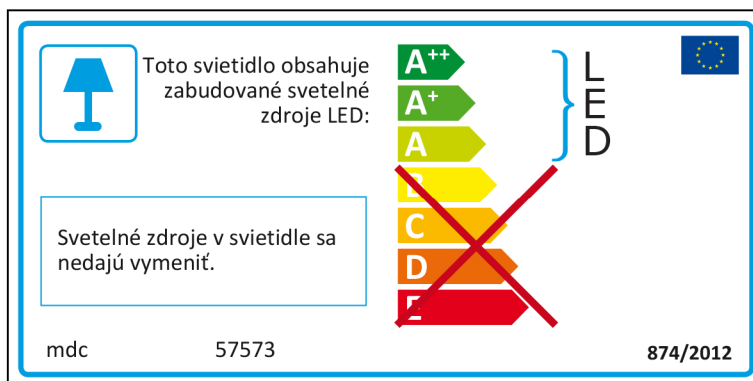 Toto svietidlo obsahuje
zabudované svetelné
zdroje LED:
A++
A+
A
B
C
D
E
L
E
D
Svetelné zdroje v svietidle sa
nedajú vymeniť.
mdc 57573
874/2012